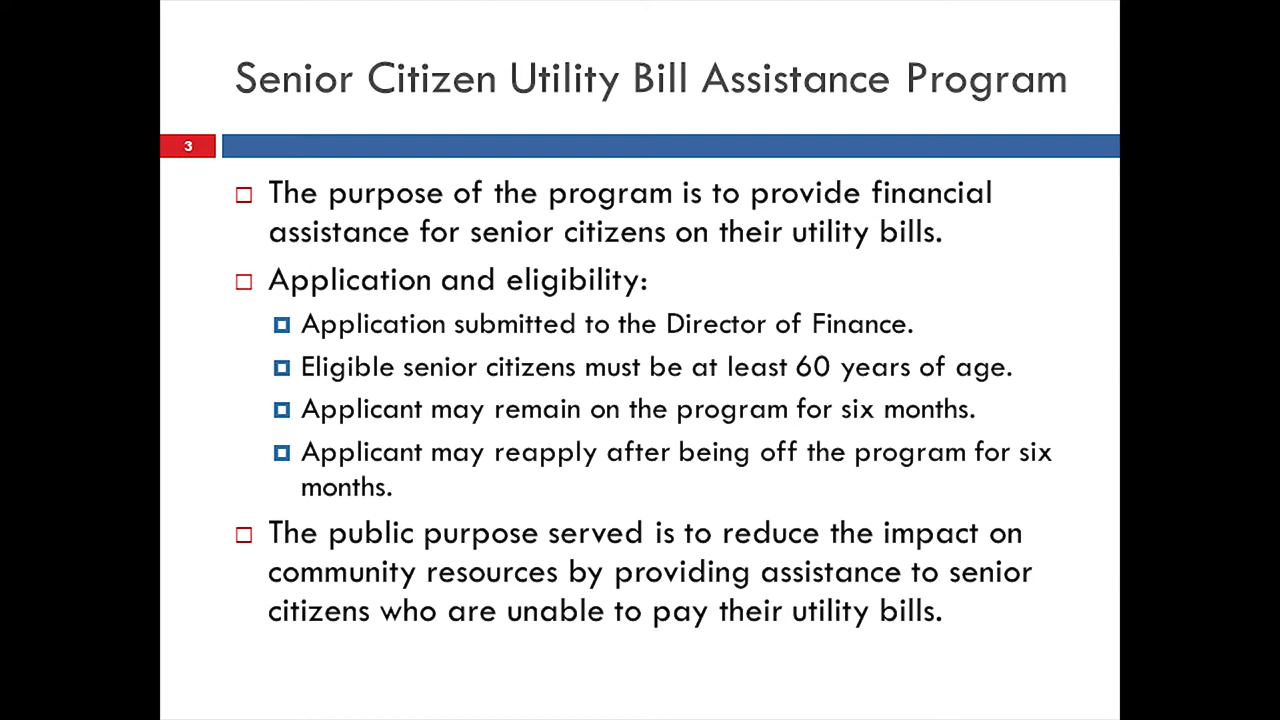 Senior Citizen Utility Bill Assistance Program
3
The purpose of the program is to provide financial
assistance for senior citizens on their utility bills.
Application and eligibility:
Application submitted to the Director of Finance.
Eligible senior citizens must be at least 60 years of age.
Applicant may remain on the program for six months.
Applicant may reapply after being off the program for six
months.
The public purpose served is to reduce the impact on
community resources by providing assistance to senior
citizens who are unable to pay their utility bills.